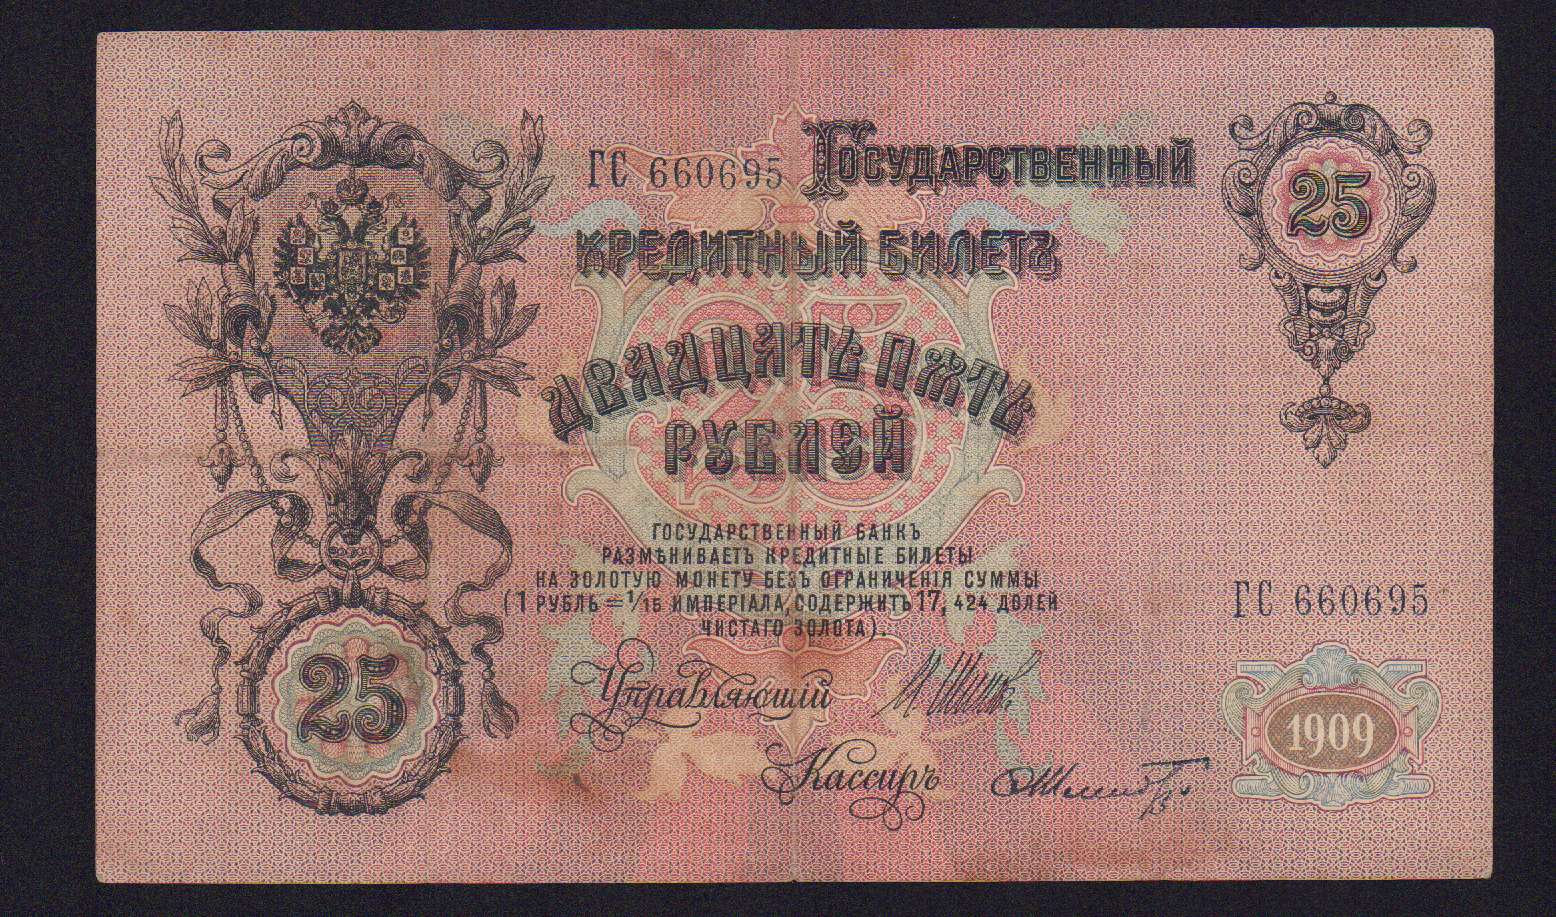 ГС 660695 ГОСУДАРСТВЕННЫЙ
КРЕДИТНЫЙ БИЛЕТЪ
25
ДВАДЦАТЬ ПЯТЬ
РУБЛЕЙ
ГОСУДАРСТВЕННЫЙ БАНКЪ
РАЗМѢНИВАЕТЪ КРЕДИТНЫЕ БИЛЕТЫ
НА ЗОЛОТУЮ МОНЕТУ БЕЗЪ ОГРАНИЧЕНІЯ СУММЫ
(1 РУБЛЬ = 1/15 ИМПЕРІАЛА, СОДЕРЖИТЪ 17, 424 ДОЛЕЙ
ЧИСТАГО ЗОЛОТА).
ГС 660695
25
Управляющій
Кассиръ
1909
25